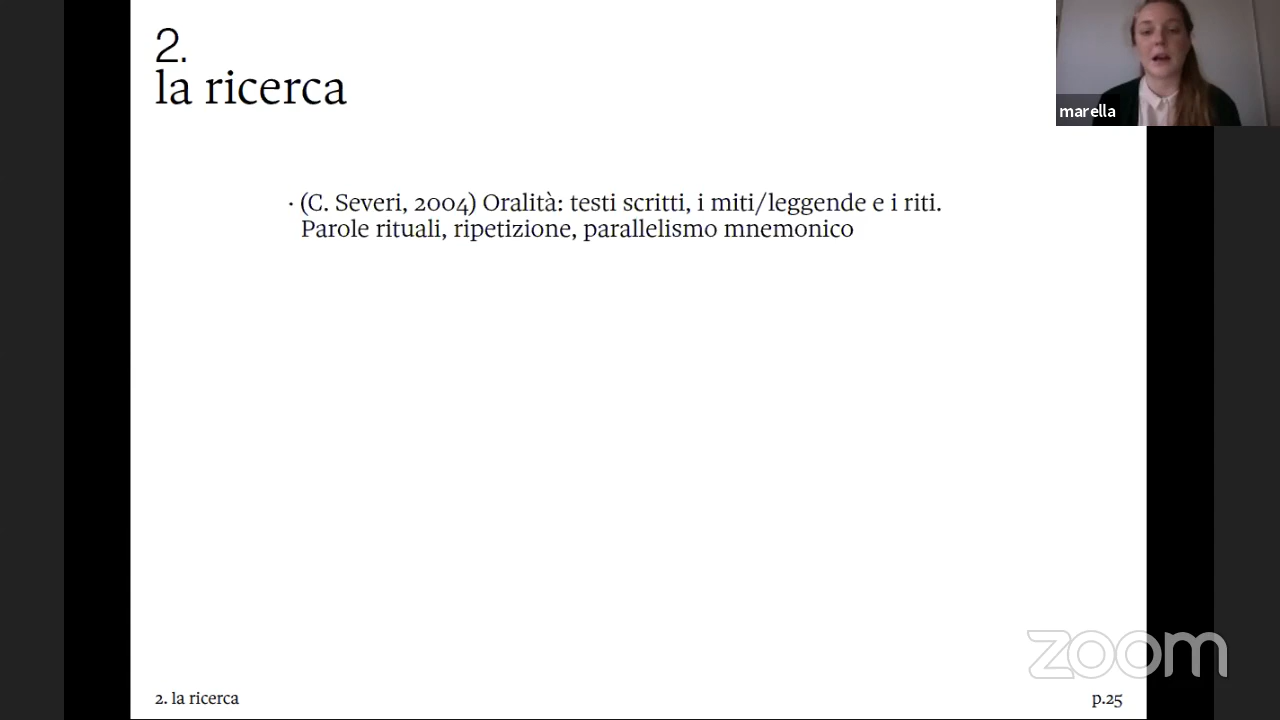 2.
la ricerca
marella
· (C. Severi, 2004) Oralità: testi scritti, i miti/leggende e i riti.
Parole rituali, ripetizione, parallelismo mnemonico
zoom
2. la ricerca
p.25